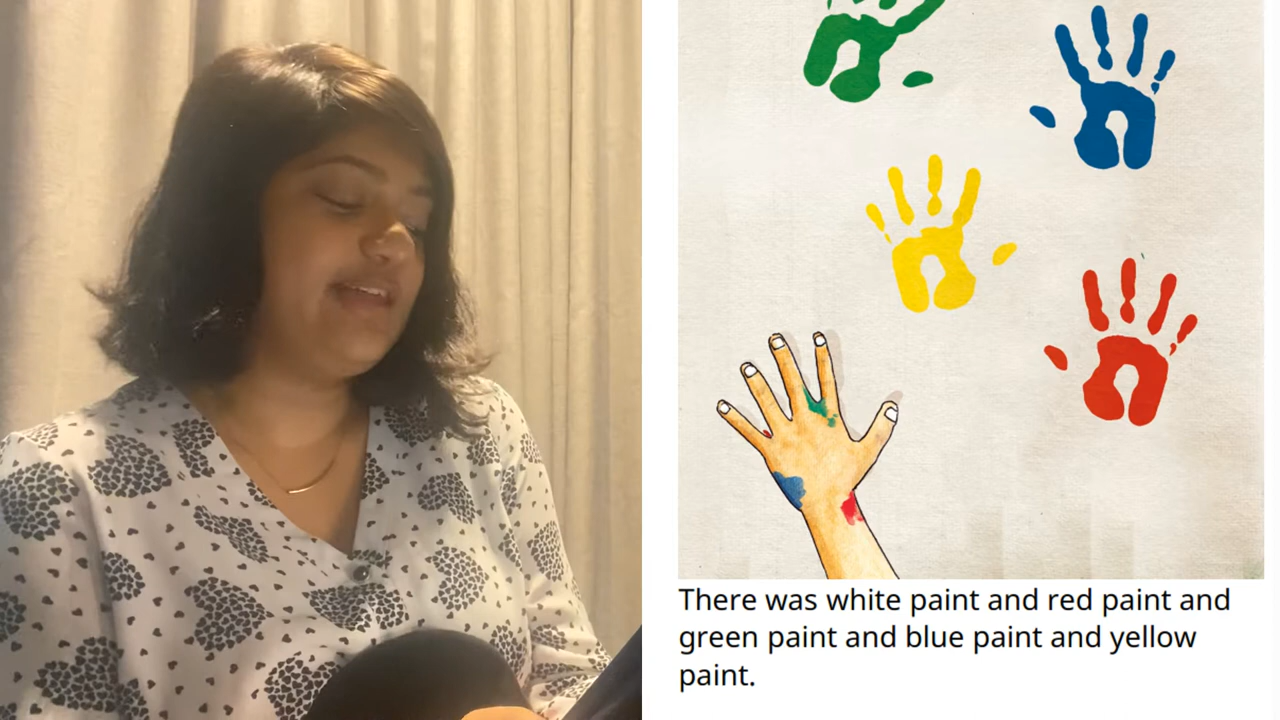 There was white paint and red paint and
green paint and blue paint and yellow
paint.